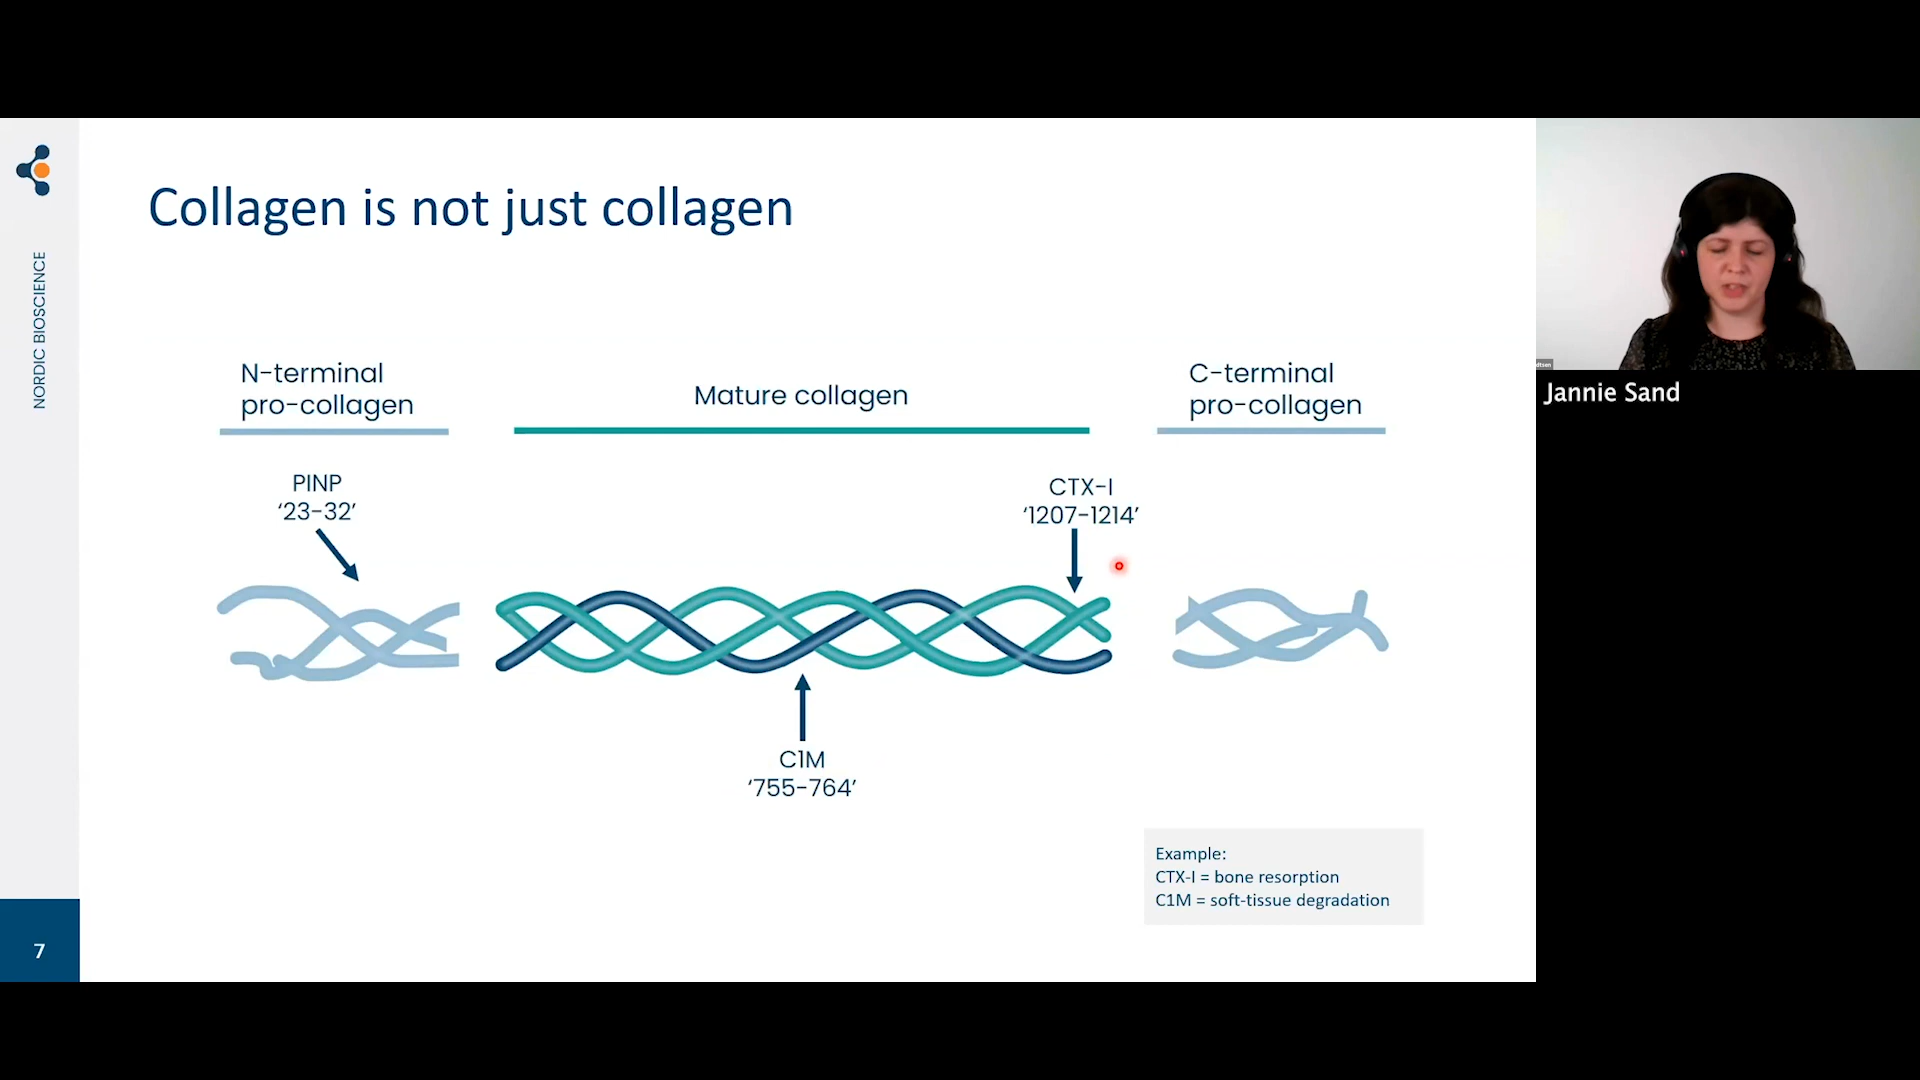 NORDIC BIOSCIENCE
Collagen is not just collagen
N-terminal
pro-collagen
Mature collagen
C-terminal
pro-collagen
PINP
‘23-32’
CTX-I
‘1207-1214’
C1M
‘755-764’
Example:
CTX-I = bone resorption
C1M = soft-tissue degradation
7
Jannie Sand